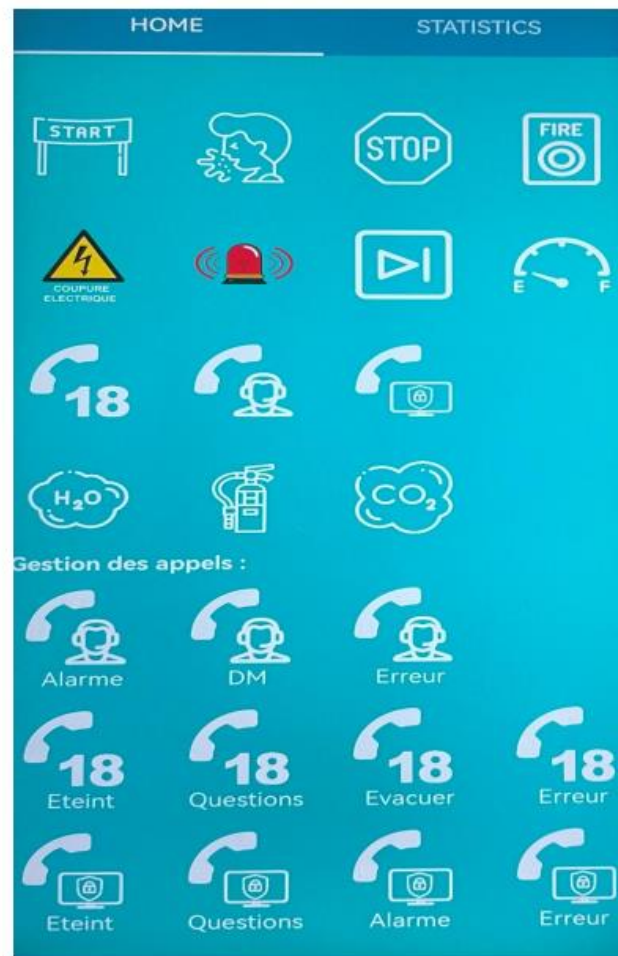 HOME STATISTICS
START STOP FIRE
COUPURE
ELECTRIQUE
E F
18
H₂O CO₂
Gestion des appels :
Alarme DM Erreur
18 18 18 18
Eteint Questions Evacuer Erreur
Eteint Questions Alarme Erreur